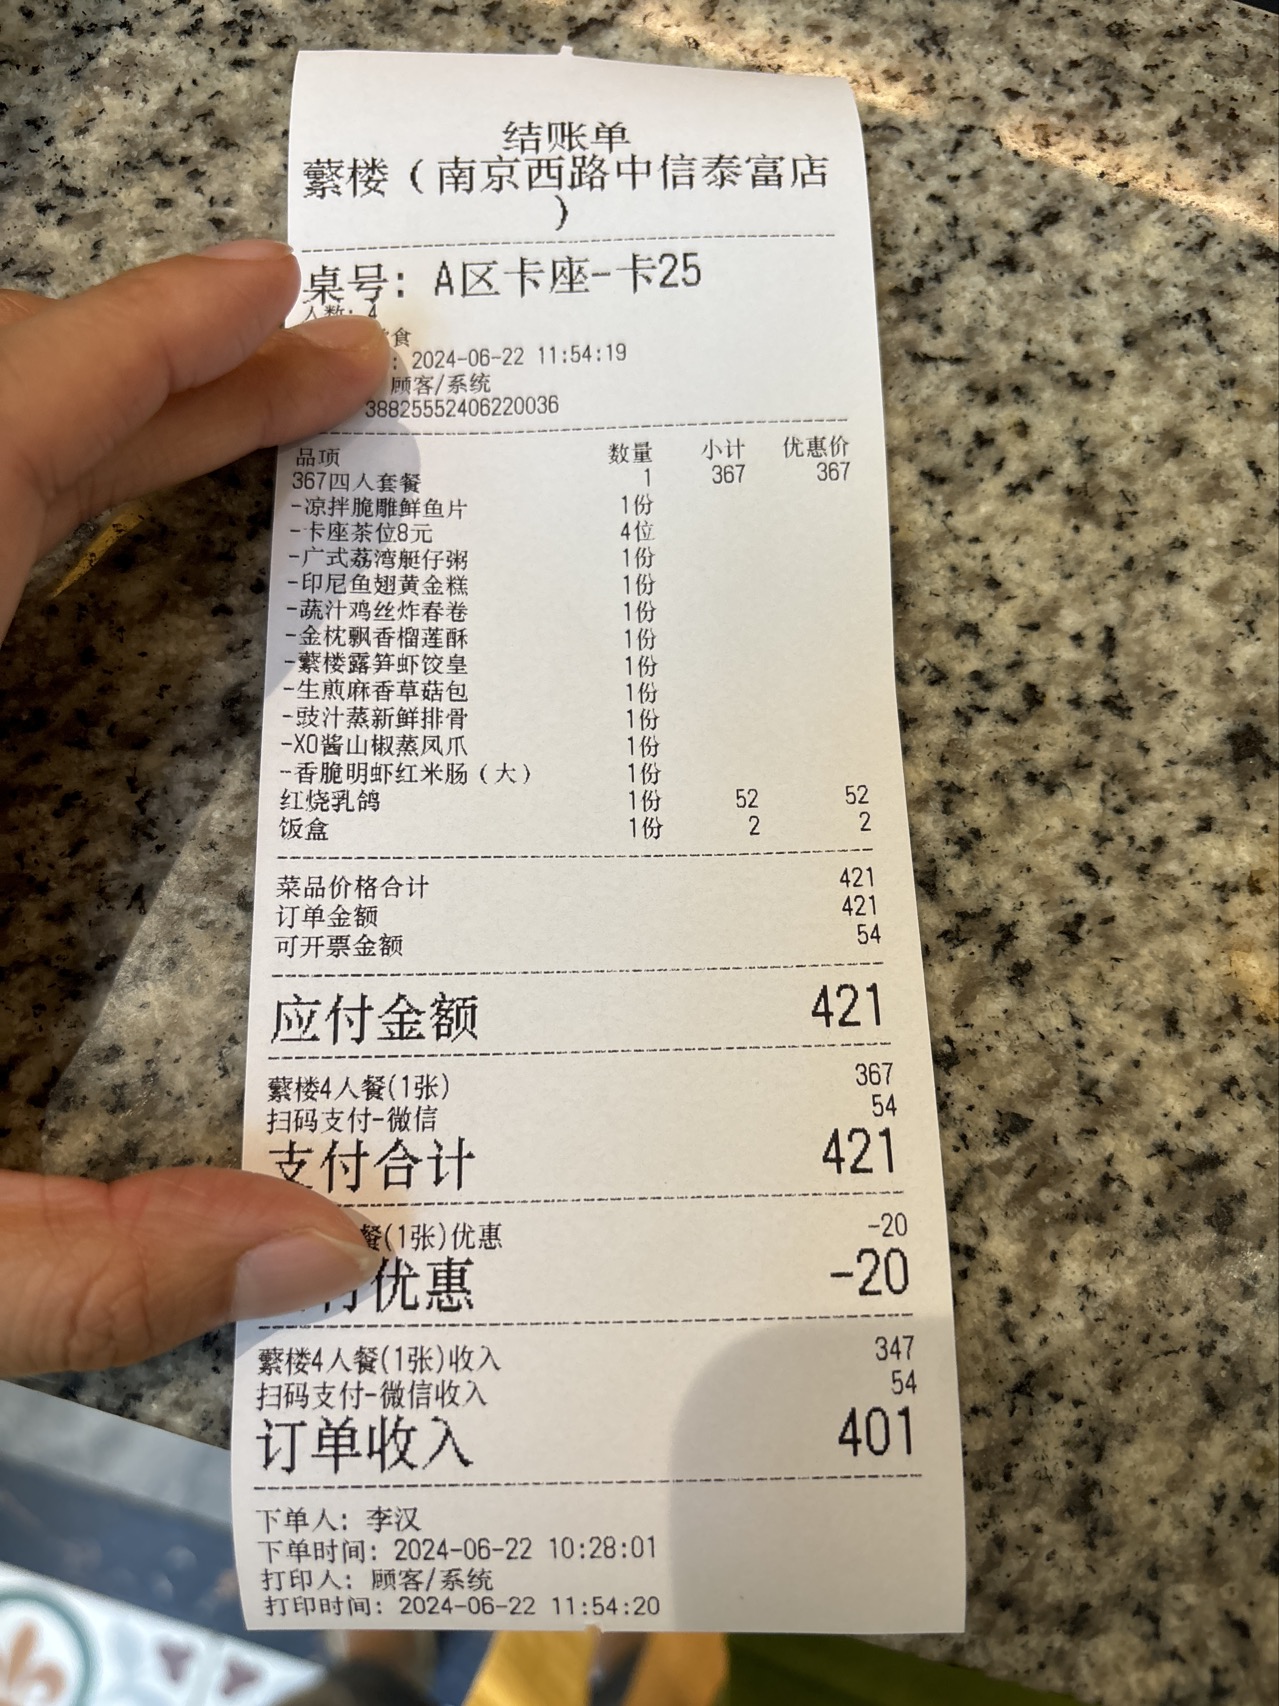 结账单
蘩楼（南京西路中信泰富店
）
桌号: A区卡座-卡25
人数: 4
食
: 2024-06-22 11:54:19
顾客/系统
38825552406220036
品项 数量 小计 优惠价
367四人套餐 1 367 367
-凉拌脆雕鲜鱼片 1份
-卡座茶位8元 4位
-广式荔湾艇仔粥 1份
-印尼鱼翅黄金糕 1份
-蔬汁鸡丝炸春卷 1份
-金枕飘香榴莲酥 1份
-蘩楼露笋虾饺皇 1份
-生煎麻香草菇包 1份
-豉汁蒸新鲜排骨 1份
-XO酱山椒蒸凤爪 1份
-香脆明虾红米肠（大） 1份
红烧乳鸽 1份 52 52
饭盒 1份 2 2
菜品价格合计 421
订单金额 421
可开票金额 54
应付金额 421
蘩楼4人餐(1张) 367
扫码支付-微信 54
支付合计 421
餐(1张)优惠 -20
付优惠 -20
蘩楼4人餐(1张)收入 347
扫码支付-微信收入 54
订单收入 401
下单人: 李汉
下单时间: 2024-06-22 10:28:01
打印人: 顾客/系统
打印时间: 2024-06-22 11:54:20